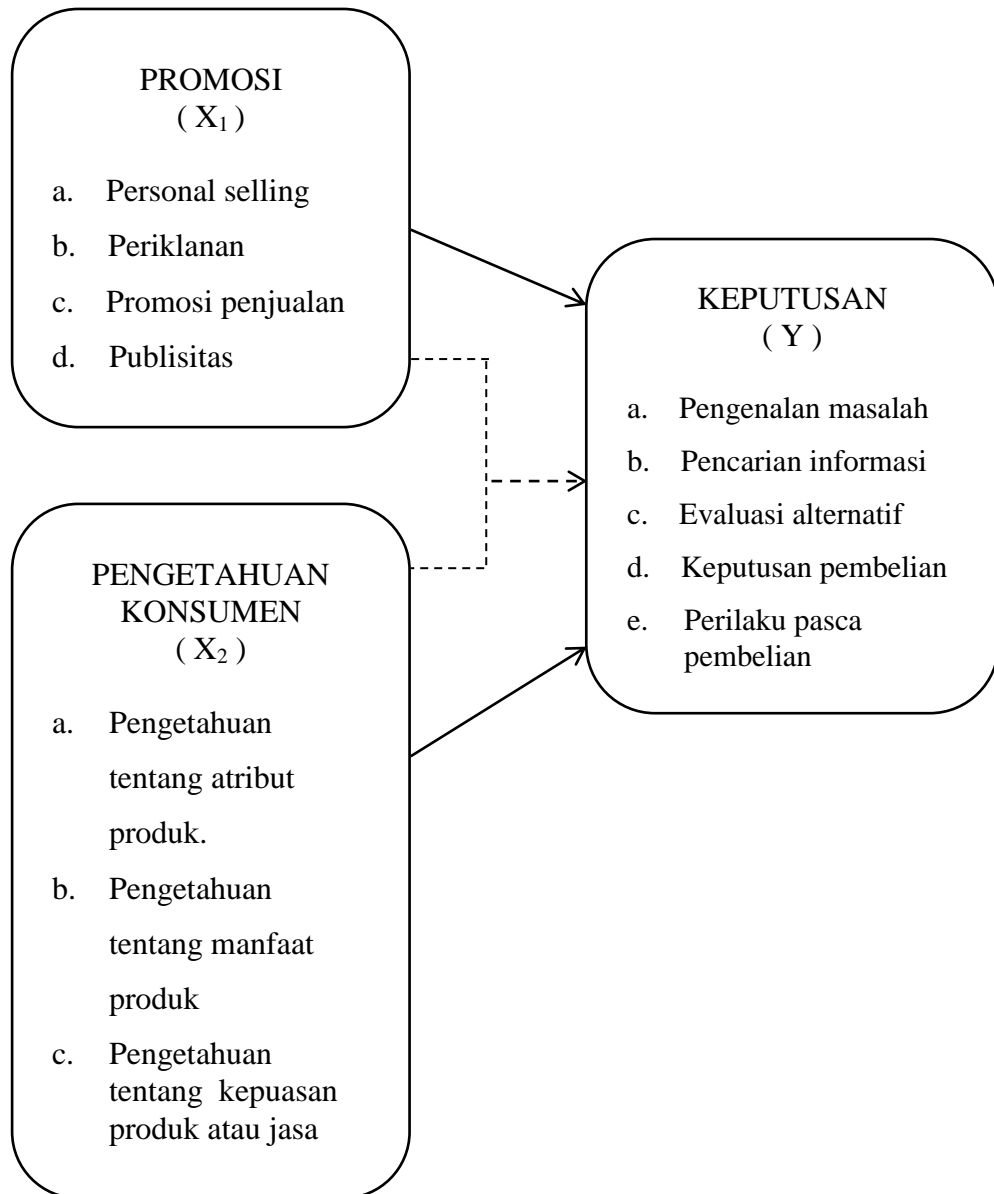 PROMOSI
( X₁ )
a. Personal selling
b. Periklanan
c. Promosi penjualan
d. Publisitas
KEPUTUSAN
( Y )
a. Pengenalan masalah
b. Pencarian informasi
c. Evaluasi alternatif
d. Keputusan pembelian
e. Perilaku pasca
pembelian
PENGETAHUAN
KONSUMEN
( X₂ )
a. Pengetahuan
tentang atribut
produk.
b. Pengetahuan
tentang manfaat
produk
c. Pengetahuan
tentang kepuasan
produk atau jasa